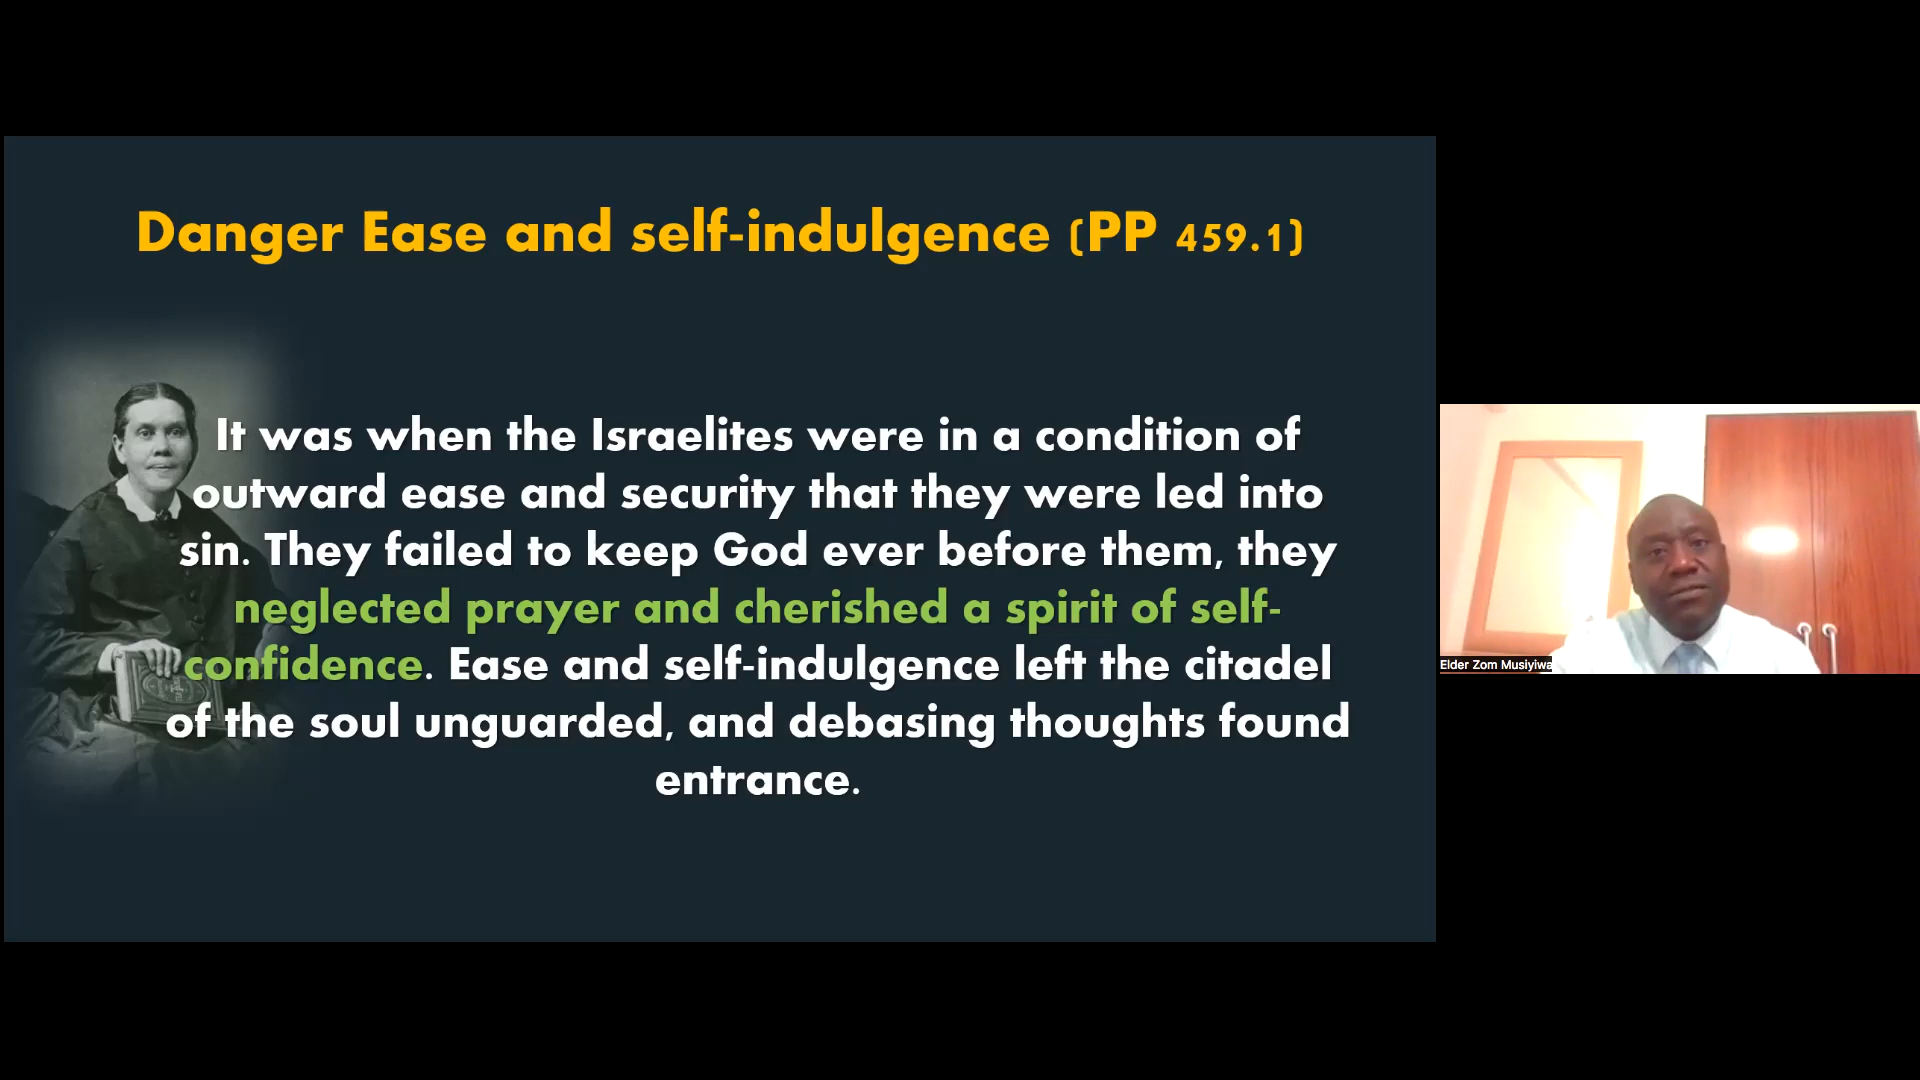 Danger Ease and self-indulgence (PP 459.1)
It was when the Israelites were in a condition of
outward ease and security that they were led into
sin. They failed to keep God ever before them, they
neglected prayer and cherished a spirit of self-
confidence. Ease and self-indulgence left the citadel
of the soul unguarded, and debasing thoughts found
entrance.
Elder Zom Musiyiwa